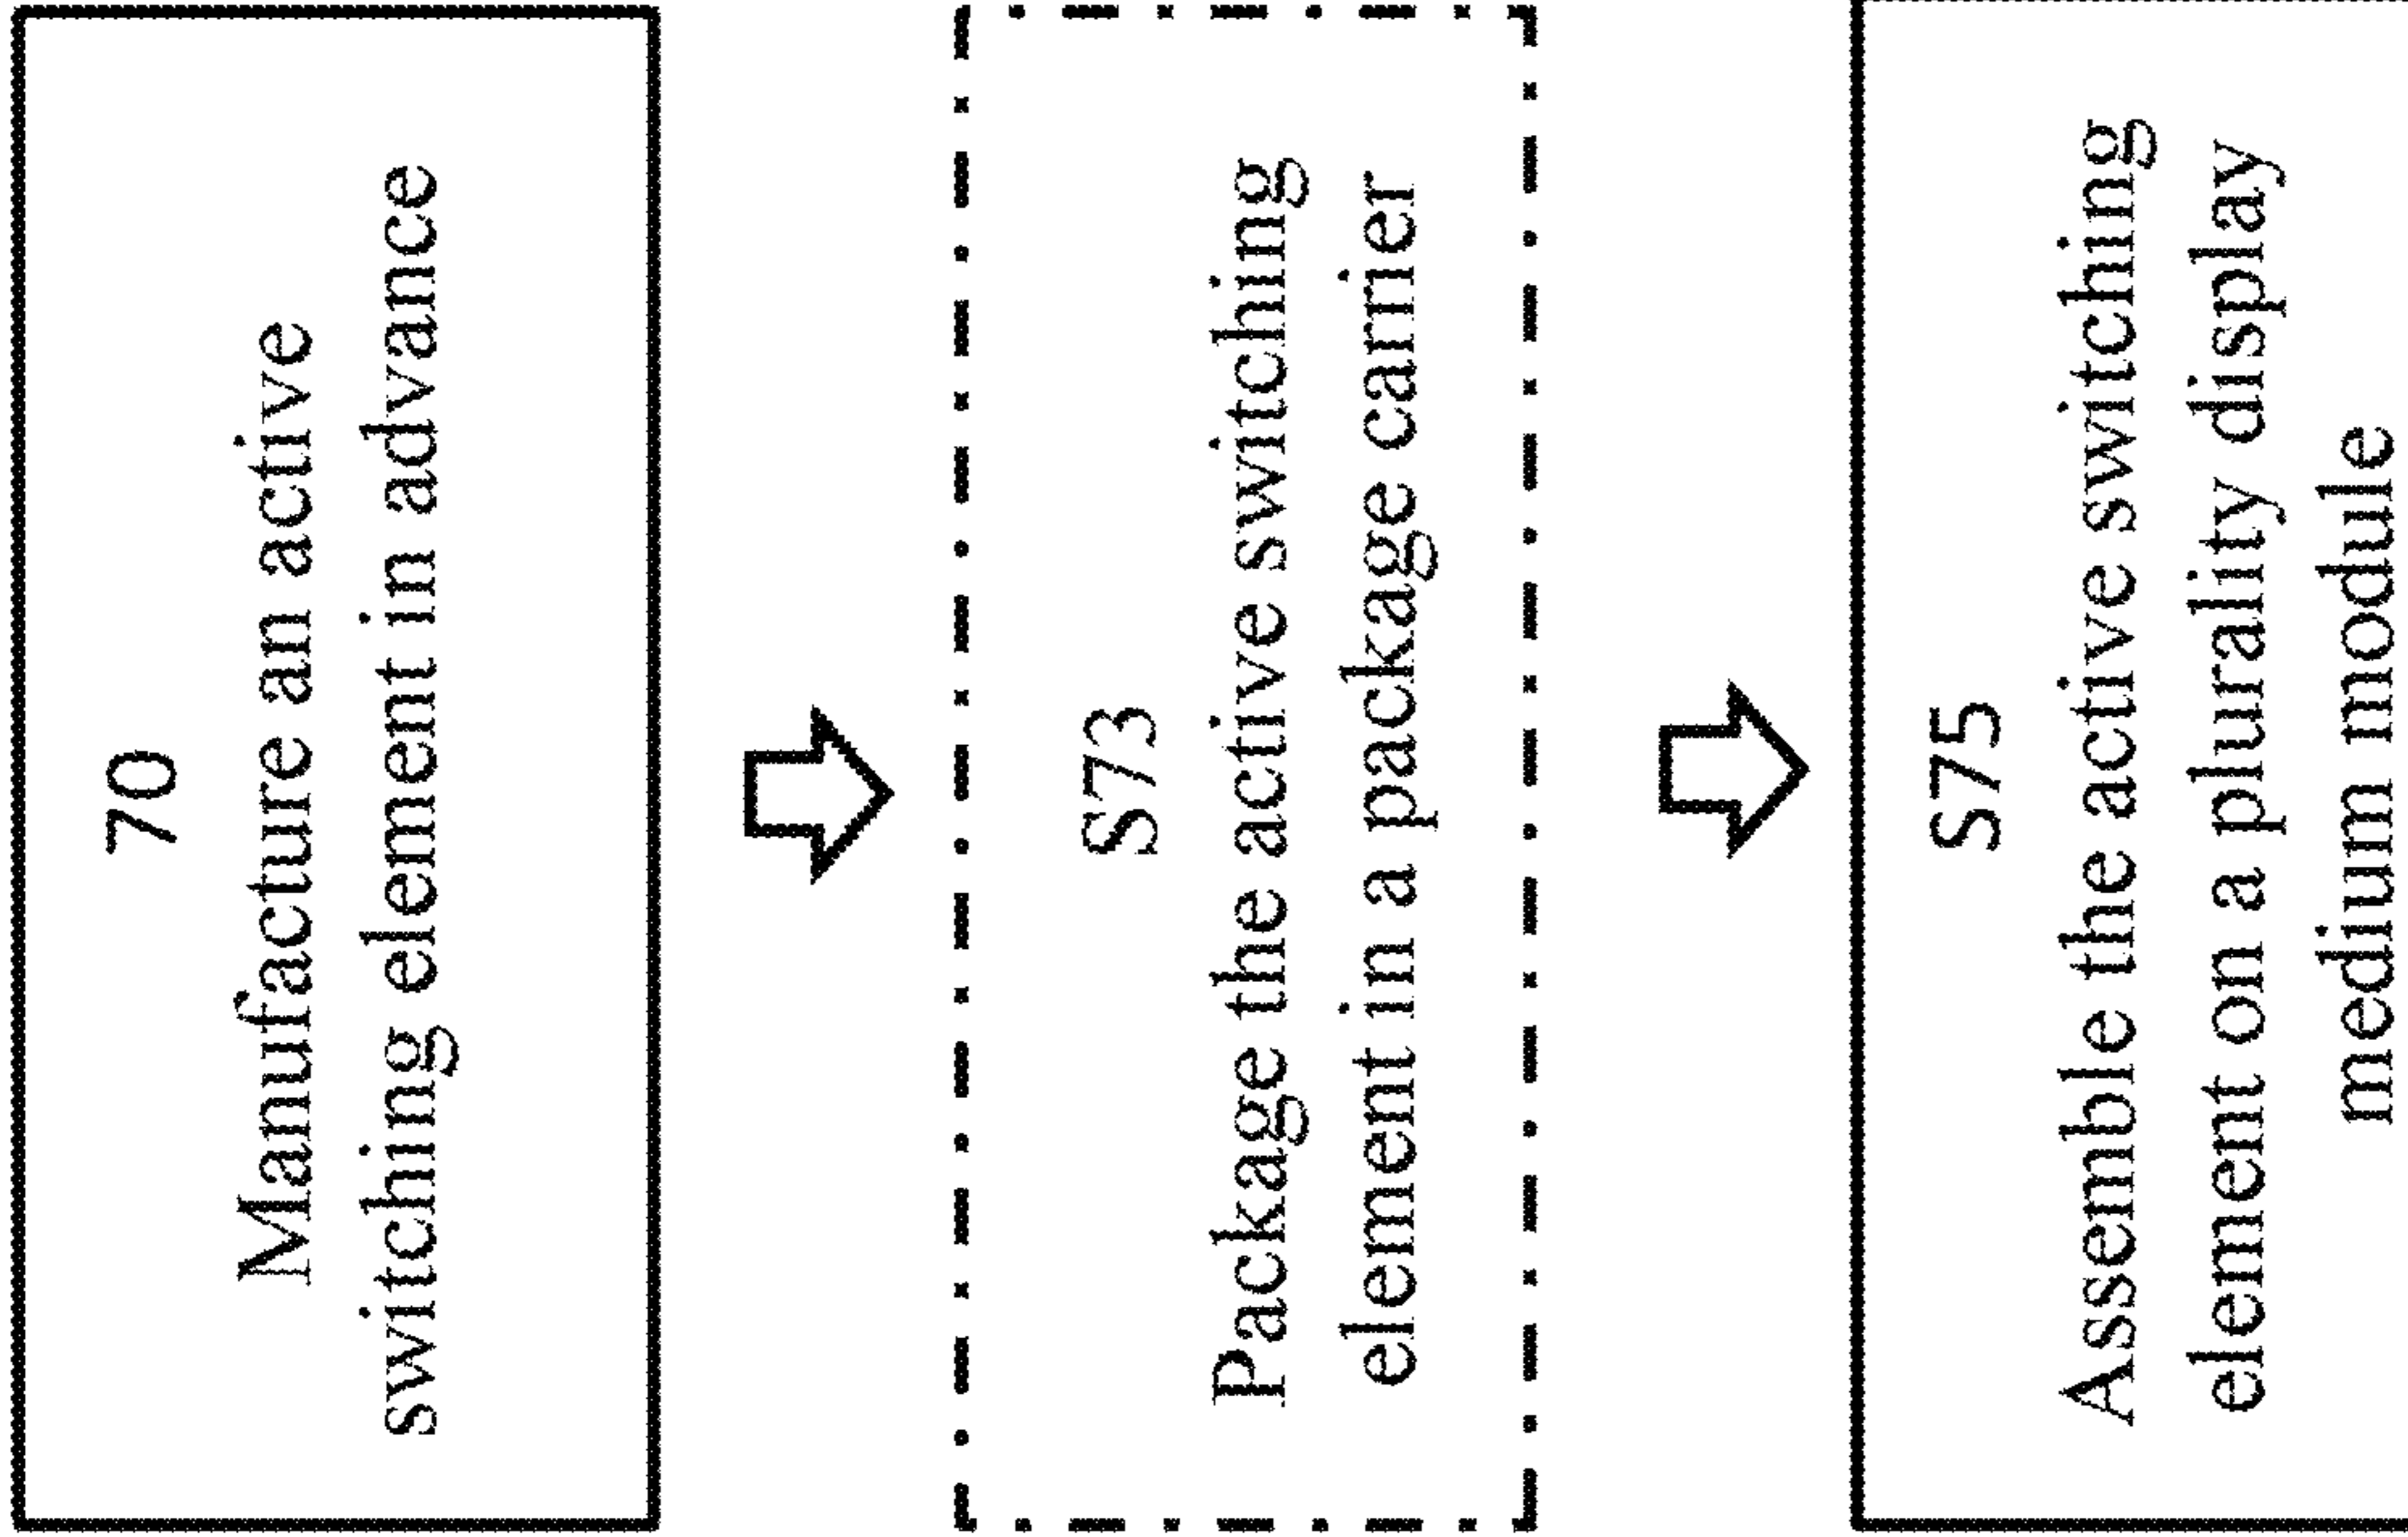 70
Manufacture an active
switching element in advance
S73
Package the active switching
element in a package carrier
S75
Assemble the active switching
element on a plurality display
medium module